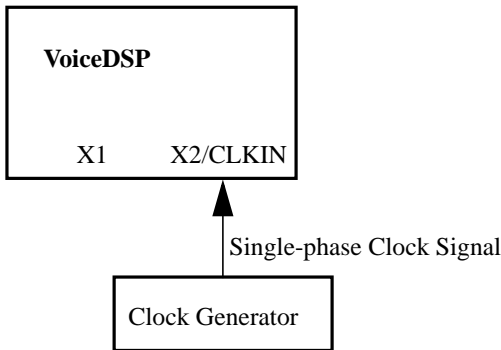 VoiceDSP
X1 X2/CLKIN
Single-phase Clock Signal
Clock Generator